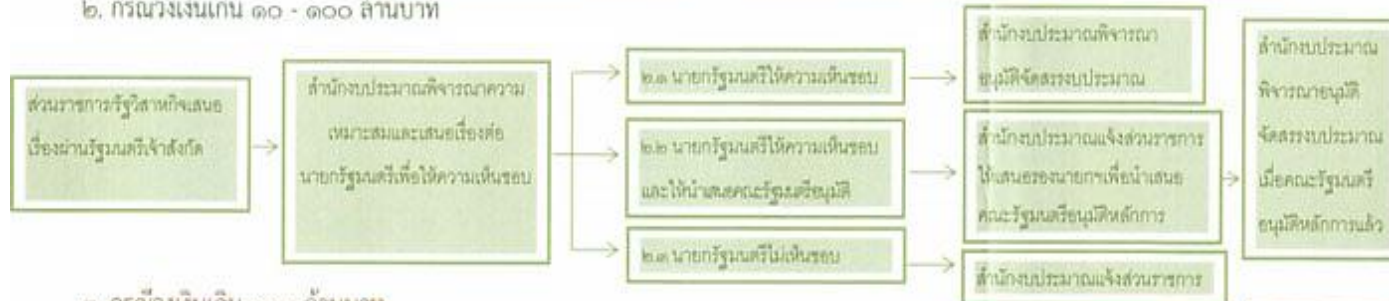 ๒. กรณีวงเงินเกิน ๑๐ - ๑๐๐ ล้านบาท
ส่วนราชการ/รัฐวิสาหกิจเสนอ
เรื่องผ่านรัฐมนตรีเจ้าสังกัด
สำนักงบประมาณพิจารณาความ
เหมาะสมและเสนอเรื่องต่อ
นายกรัฐมนตรีเพื่อให้ความเห็นชอบ
๒.๑ นายกรัฐมนตรีให้ความเห็นชอบ
สำนักงบประมาณพิจารณา
อนุมัติจัดสรรงบประมาณ
๒.๒ นายกรัฐมนตรีให้ความเห็นชอบ
และให้นำเสนอคณะรัฐมนตรีอนุมัติ
สำนักงบประมาณแจ้งส่วนราชการ
ให้เสนอรองนายกฯเพื่อนำเสนอ
คณะรัฐมนตรีอนุมัติหลักการ
สำนักงบประมาณ
พิจารณาอนุมัติ
จัดสรรงบประมาณ
เมื่อคณะรัฐมนตรี
อนุมัติหลักการแล้ว
๒.๓ นายกรัฐมนตรีไม่เห็นชอบ
สำนักงบประมาณแจ้งส่วนราชการ
กรณีวงเงินเกิน ล้านบาท